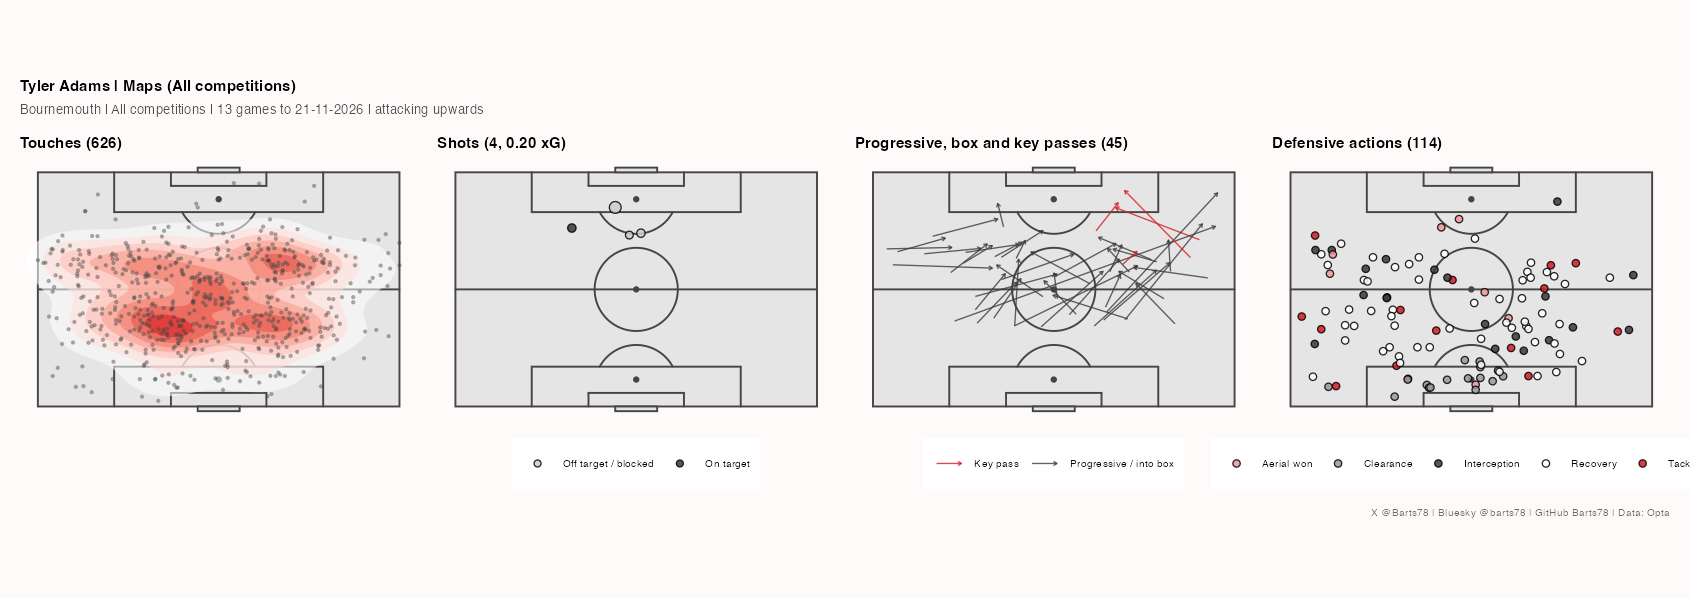 Tyler Adams | Maps (All competitions)
Bournemouth | All competitions | 13 games to 21-11-2026 | attacking upwards
Touches (626)
Shots (4, 0.20 xG)
Progressive, box and key passes (45)
Defensive actions (114)
Off target / blocked
On target
Key pass
Progressive / into box
Aerial won
Clearance
Interception
Recovery
Tack
X @Barts78 | Bluesky @barts78 | GitHub Barts78 | Data: Opta